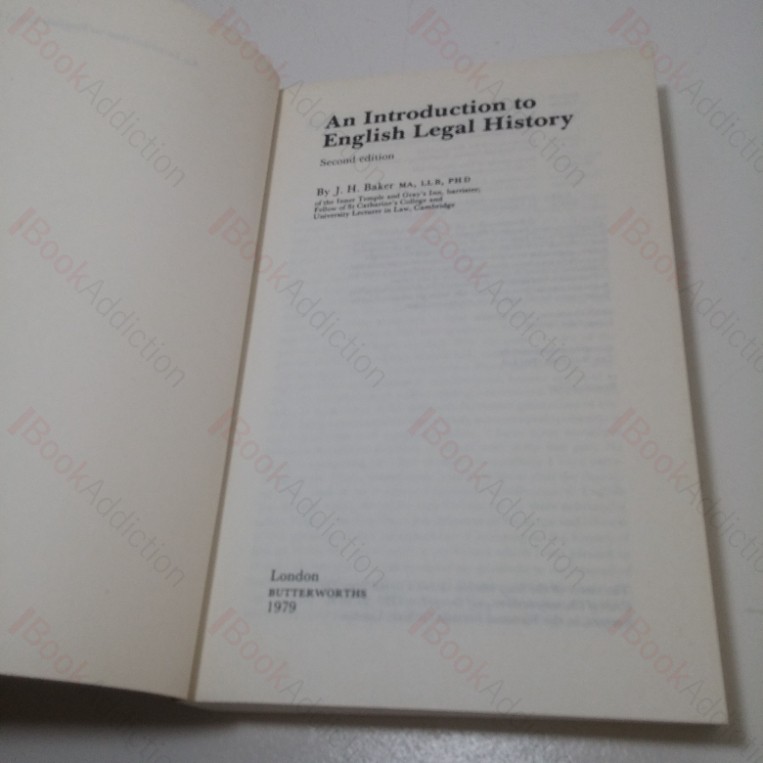 An Introduction to
English Legal History
Second edition
By J. H. Baker MA, LLB, PHD
of the Inner Temple and Gray's Inn, barrister;
Fellow of St Catharine's College and
University Lecturer in Law, Cambridge
London
BUTTERWORTHS
1979
BookAddiction